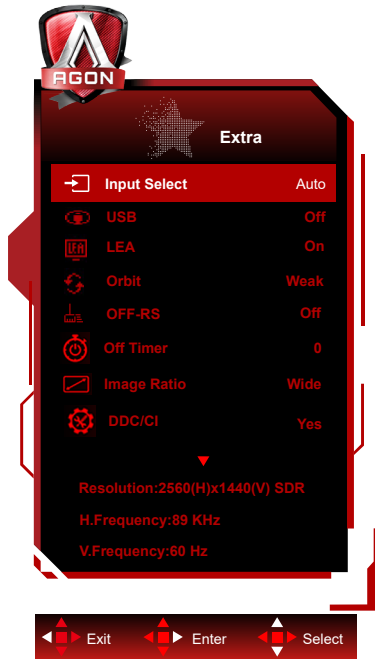 AGON
Extra
Input Select Auto
USB Off
LEA On
Orbit Weak
OFF-RS Off
Off Timer 0
Image Ratio Wide
DDC/CI Yes
Resolution:2560(H)x1440(V) SDR
H.Frequency:89 KHz
V.Frequency:60 Hz
Exit Enter Select